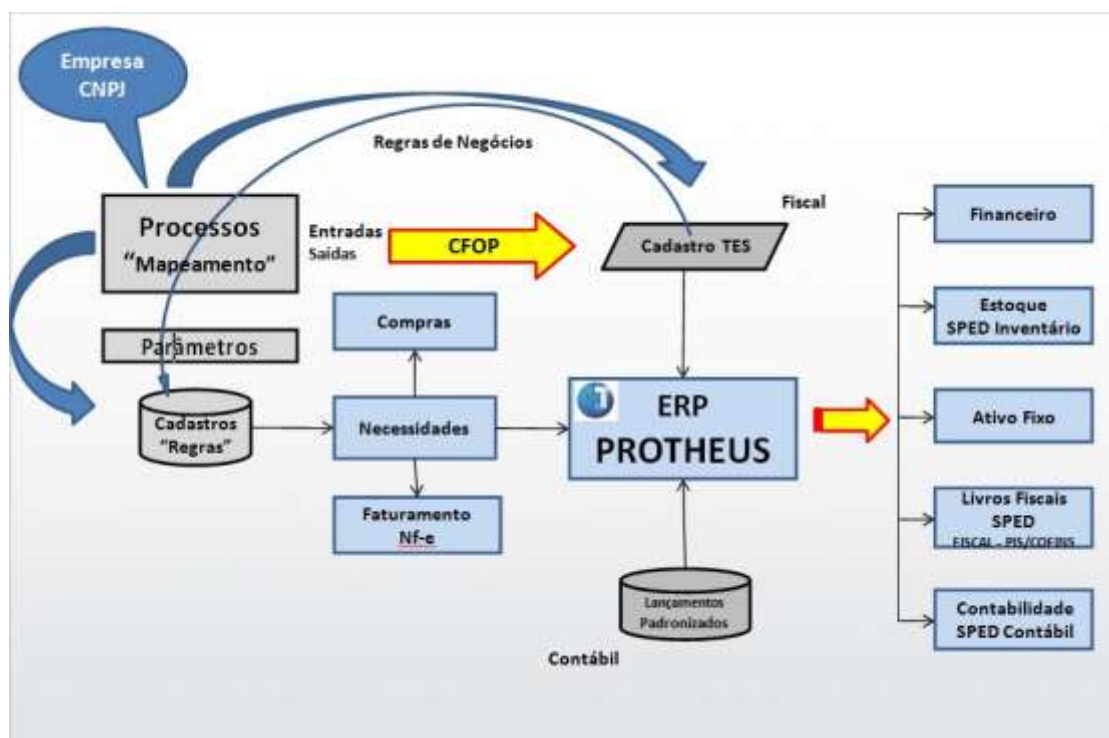 Empresa
CNPJ
Regras de Negócios
Processos
“Mapeamento”
Entradas
Saídas
CFOP
Fiscal
Cadastro TES
Financeiro
Compras
Estoque
SPED Inventário
Parâmetros
Cadastros
“Regras”
Necessidades
ERP
PROTHEUS
Ativo Fixo
Faturamento
Nf-e
Livros Fiscais
SPED
FISCAL - PIS/COFINS
Lançamentos
Padronizados
Contabilidade
SPED Contábil
Contábil